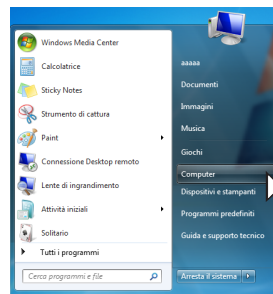 Windows Media Center
Calcolatrice
Sticky Notes
Strumento di cattura
Paint
Connessione Desktop remoto
Lente di ingrandimento
Attività iniziali
Solitario
Tutti i programmi
Cerca programmi e file
aaaaa
Documenti
Immagini
Musica
Giochi
Computer
Dispositivi e stampanti
Programmi predefiniti
Guida e supporto tecnico
Arresta il sistema